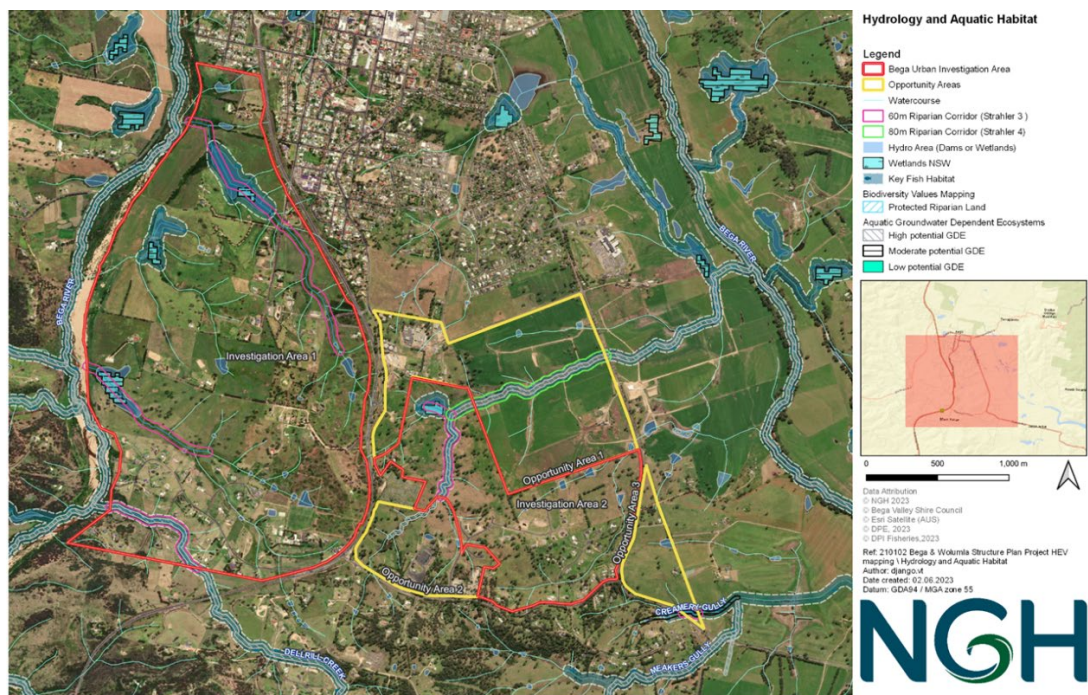 Hydrology and Aquatic Habitat
Legend
Bega Urban Investigation Area
Opportunity Areas
Watercourse
60m Riparian Corridor (Strahler 3 )
80m Riparian Corridor (Strahler 4)
Hydro Area (Dams or Wetlands)
Wetlands NSW
Key Fish Habitat
Biodiversity Values Mapping
Protected Riparian Land
Aquatic Groundwater Dependent Ecosystems
High potential GDE
Moderate potential GDE
Low potential GDE
0 500 1,000 m
Data Attribution
© NGH 2023
© Bega Valley Shire Council
© Esri Satellite (AUS)
© DPE, 2023
© DPI Fisheries,2023
Ref: 210102 Bega & Wolumla Structure Plan Project HEV
mapping \ Hydrology and Aquatic Habitat
Author: django.vt
Date created: 02.06.2023
Datum: GDA94 / MGA zone 55
NGH
BEGA RIVER
BEGA RIVER
Investigation Area 1
Opportunity Area 1
Investigation Area 2
Opportunity Area 3
Opportunity Area 2
CREAMERY GULLY
MEAKERS GULLY
DELLRILL CREEK